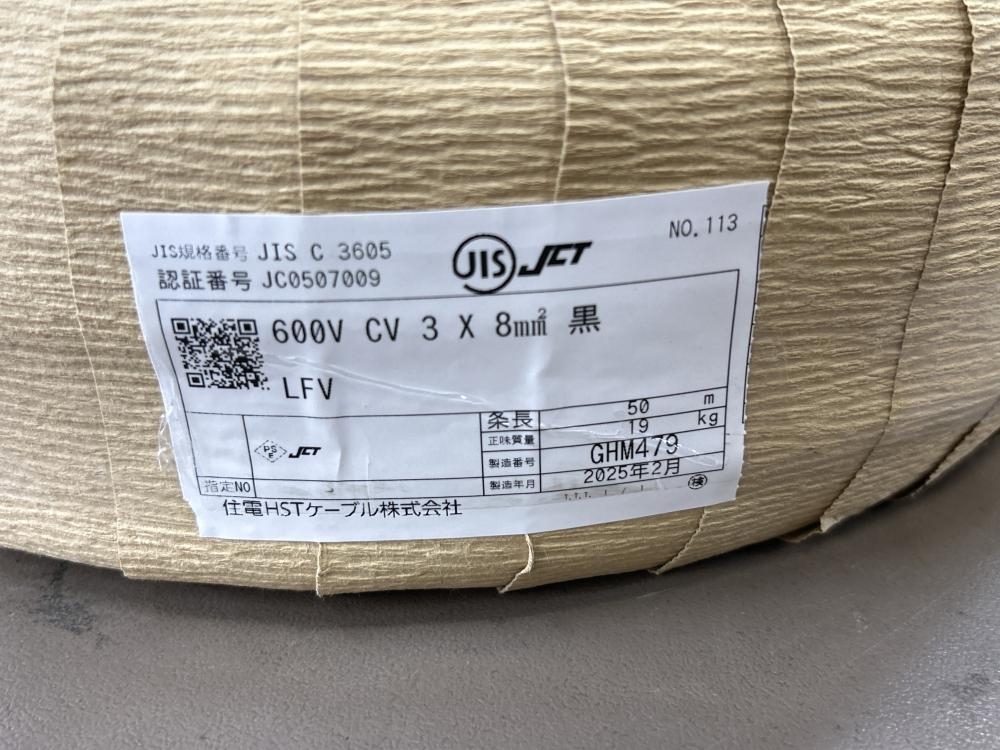 JIS規格番号 JIS C 3605
認証番号 JC0507009
JIS JCT
NO.113
600V CV 3 X 8mm² 黒
LFV
PS E JCT
指定NO
条長 50 m
正味質量 19 kg
製造番号 GHM479
製造年月 2025年2月
検
住電HSTケーブル株式会社